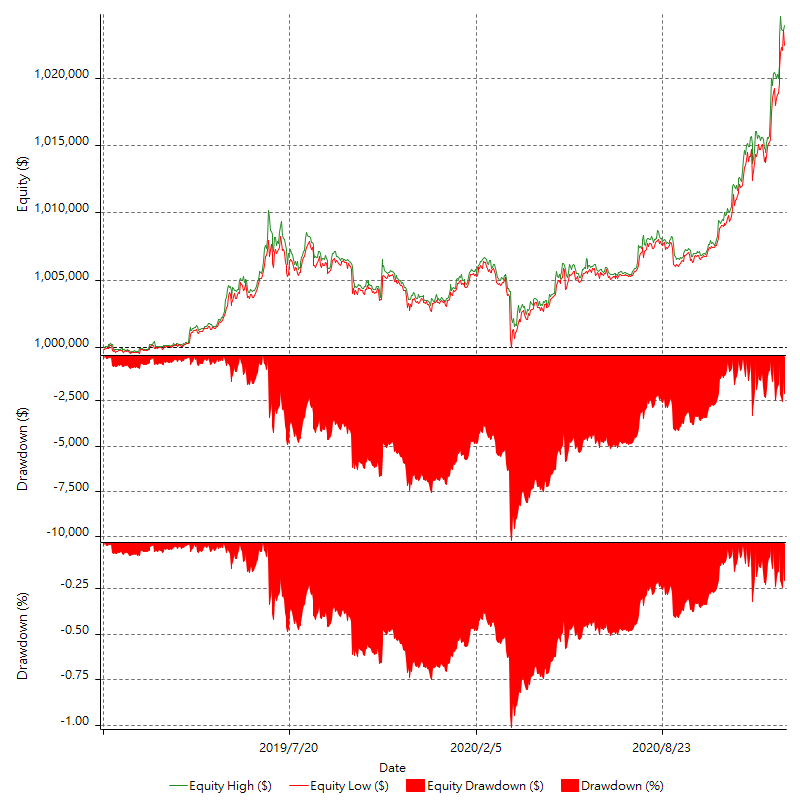 1,020,000
1,015,000
1,010,000
1,005,000
1,000,000
Equity ($)
-2,500
-5,000
-7,500
-10,000
Drawdown ($)
-0.25
-0.50
-0.75
-1.00
Drawdown (%)
2019/7/20 2020/2/5 2020/8/23
Date
Equity High ($) Equity Low ($) Equity Drawdown ($) Drawdown (%)